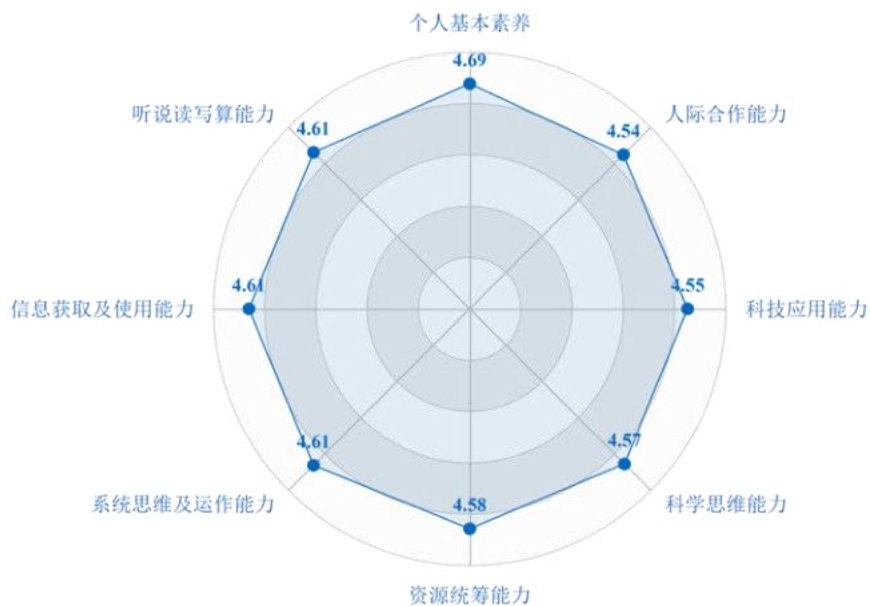 个人基本素养
4.69
听说读写算能力
4.61
4.54
人际合作能力
信息获取及使用能力
4.61
4.55
科技应用能力
系统思维及运作能力
4.61
4.57
科学思维能力
4.58
资源统筹能力